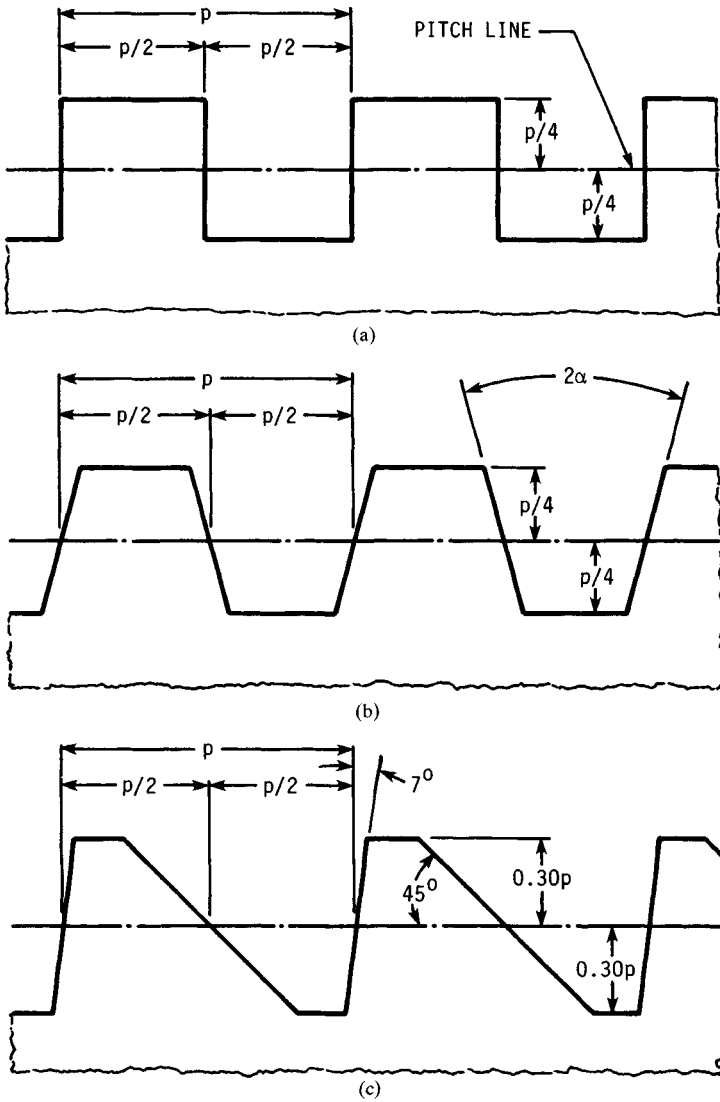 p
p/2 p/2
PITCH LINE
p/4
p/4
(a)
p
2α
p/2 p/2
p/4
p/4
(b)
p
p/2 p/2
7°
45°
0.30p
0.30p
(c)